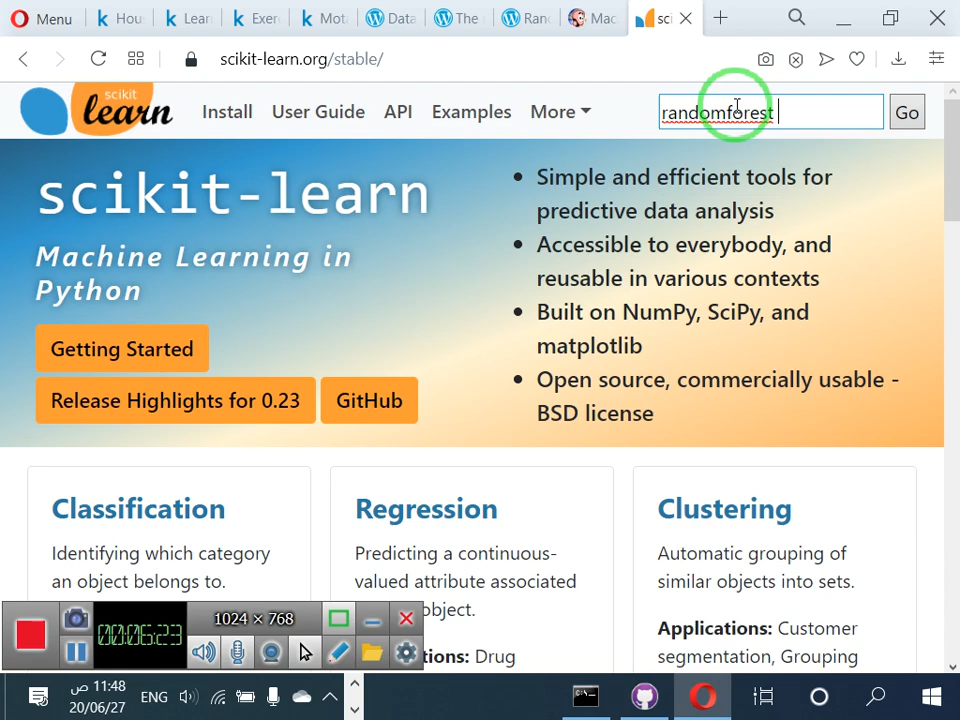 Menu
Hou
Lear
Exer
Mot
Data
The
Ran
Mac
sci
scikit-learn.org/stable/
scikit
learn
Install
User Guide
API
Examples
More
randomforest
Go
scikit-learn
Machine Learning in
Python
Getting Started
Release Highlights for 0.23
GitHub
Simple and efficient tools for
predictive data analysis
Accessible to everybody, and
reusable in various contexts
Built on NumPy, SciPy, and
matplotlib
Open source, commercially usable -
BSD license
Classification
Identifying which category
an object belongs to.
Regression
Predicting a continuous-
valued attribute associated
object.
tions: Drug
Clustering
Automatic grouping of
similar objects into sets.
Applications: Customer
segmentation, Grouping
00:06:23
1024 × 768
11:48 ص
20/06/27
ENG